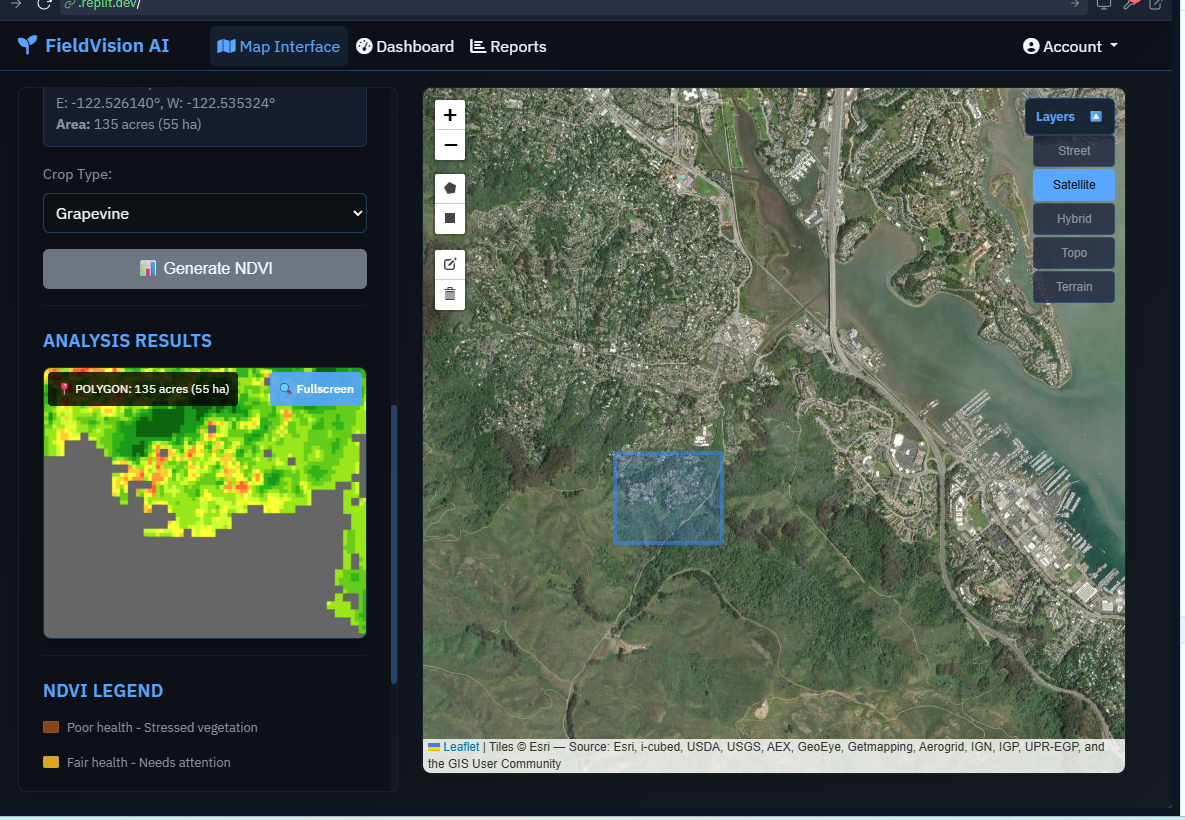 .replit.dev/
FieldVision AI
Map Interface
Dashboard
Reports
Account
E: -122.526140°, W: -122.535324°
Area: 135 acres (55 ha)
Crop Type:
Grapevine
Generate NDVI
ANALYSIS RESULTS
POLYGON: 135 acres (55 ha)
Fullscreen
NDVI LEGEND
Poor health - Stressed vegetation
Fair health - Needs attention
+
−
Layers
Street
Satellite
Hybrid
Topo
Terrain
Leaflet | Tiles © Esri — Source: Esri, i-cubed, USDA, USGS, AEX, GeoEye, Getmapping, Aerogrid, IGN, IGP, UPR-EGP, and
the GIS User Community